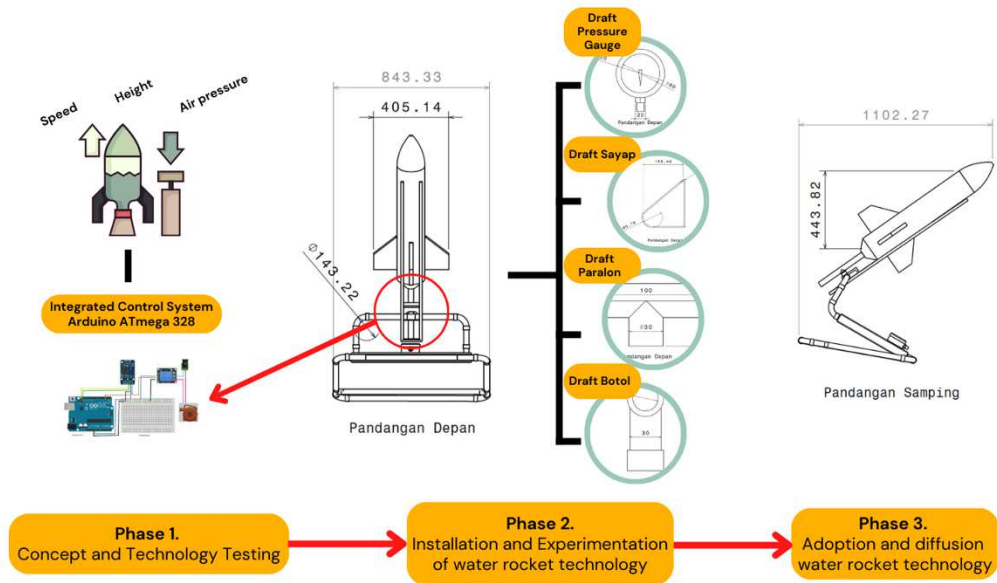 Speed
Height
Air pressure
Integrated Control System
Arduino ATmega 328
843.33
405.14
Ø143.22
Pandangan Depan
Draft
Pressure
Gauge
20
Pandangan Depan
Draft Sayap
Pandangan Depan
Draft
Paralon
100
Pandangan Depan
Draft Botol
30
1102.27
443.82
Pandangan Samping
Phase 1.
Concept and Technology Testing
Phase 2.
Installation and Experimentation
of water rocket technology
Phase 3.
Adoption and diffusion
water rocket technology